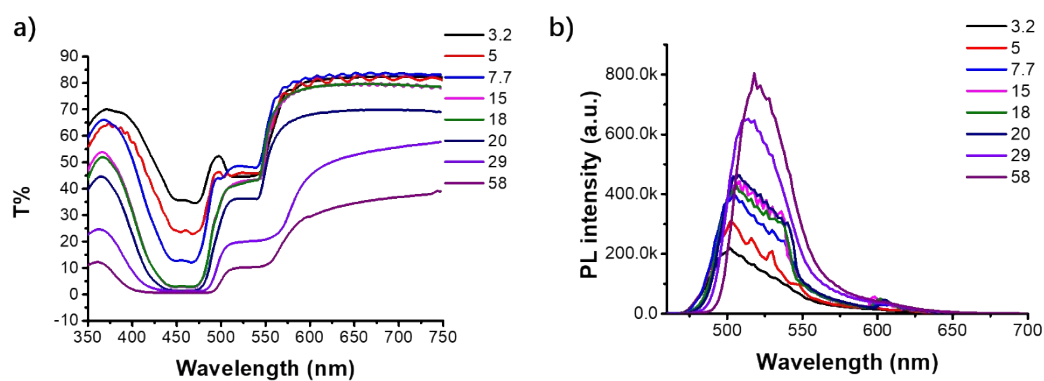 a)
T%
90
80
70
60
50
40
30
20
10
0
-10
350 400 450 500 550 600 650 700 750
Wavelength (nm)
3.2
5
7.7
15
18
20
29
58
b)
PL intensity (a.u.)
800.0k
600.0k
400.0k
200.0k
0.0
500 550 600 650 700
Wavelength (nm)
3.2
5
7.7
15
18
20
29
58